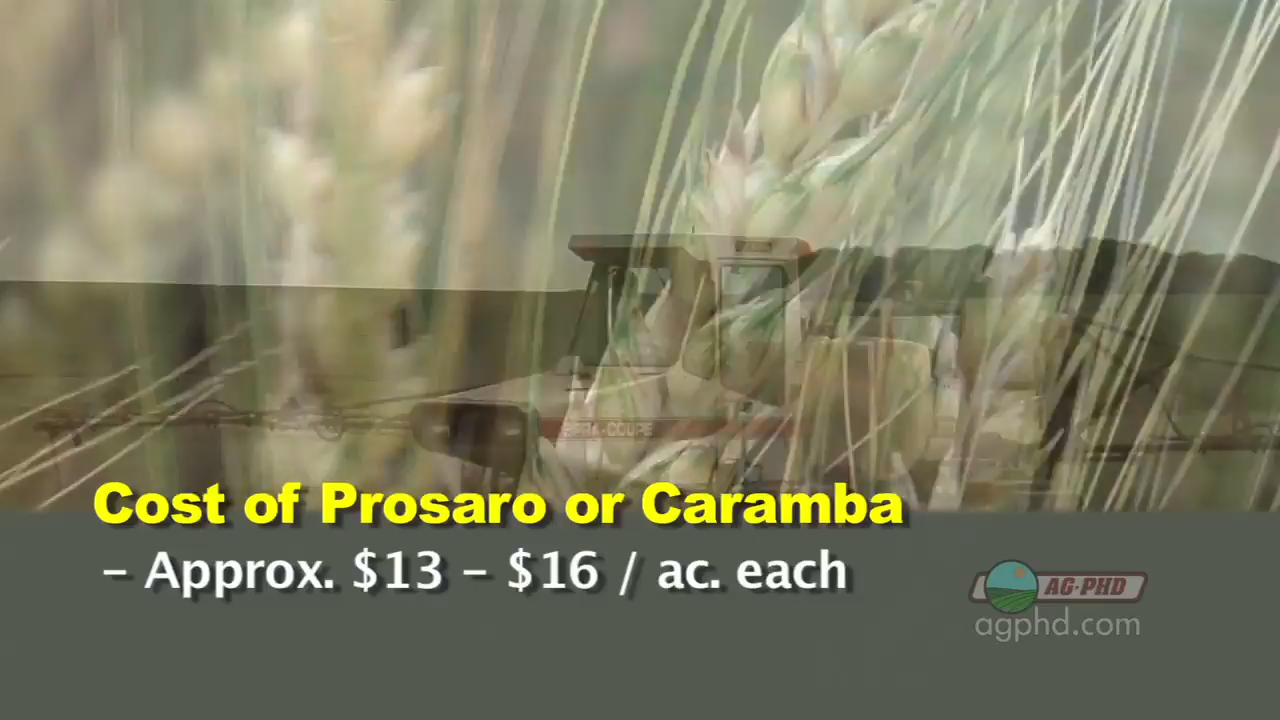 Cost of Prosaro or Caramba
– Approx. $13 – $16 / ac. each
AG•PHD
agphd.com